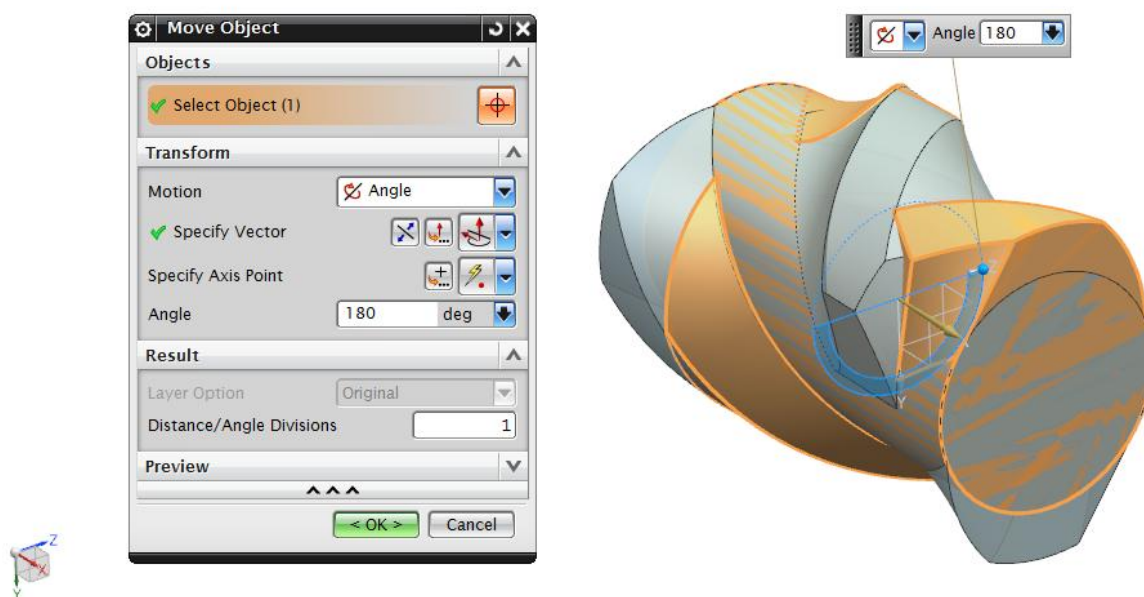 Move Object
Objects
Select Object (1)
Transform
Motion Angle
Specify Vector
Specify Axis Point
Angle 180 deg
Result
Layer Option Original
Distance/Angle Divisions 1
Preview
< OK > Cancel
Angle 180
Y
Z
X
Y